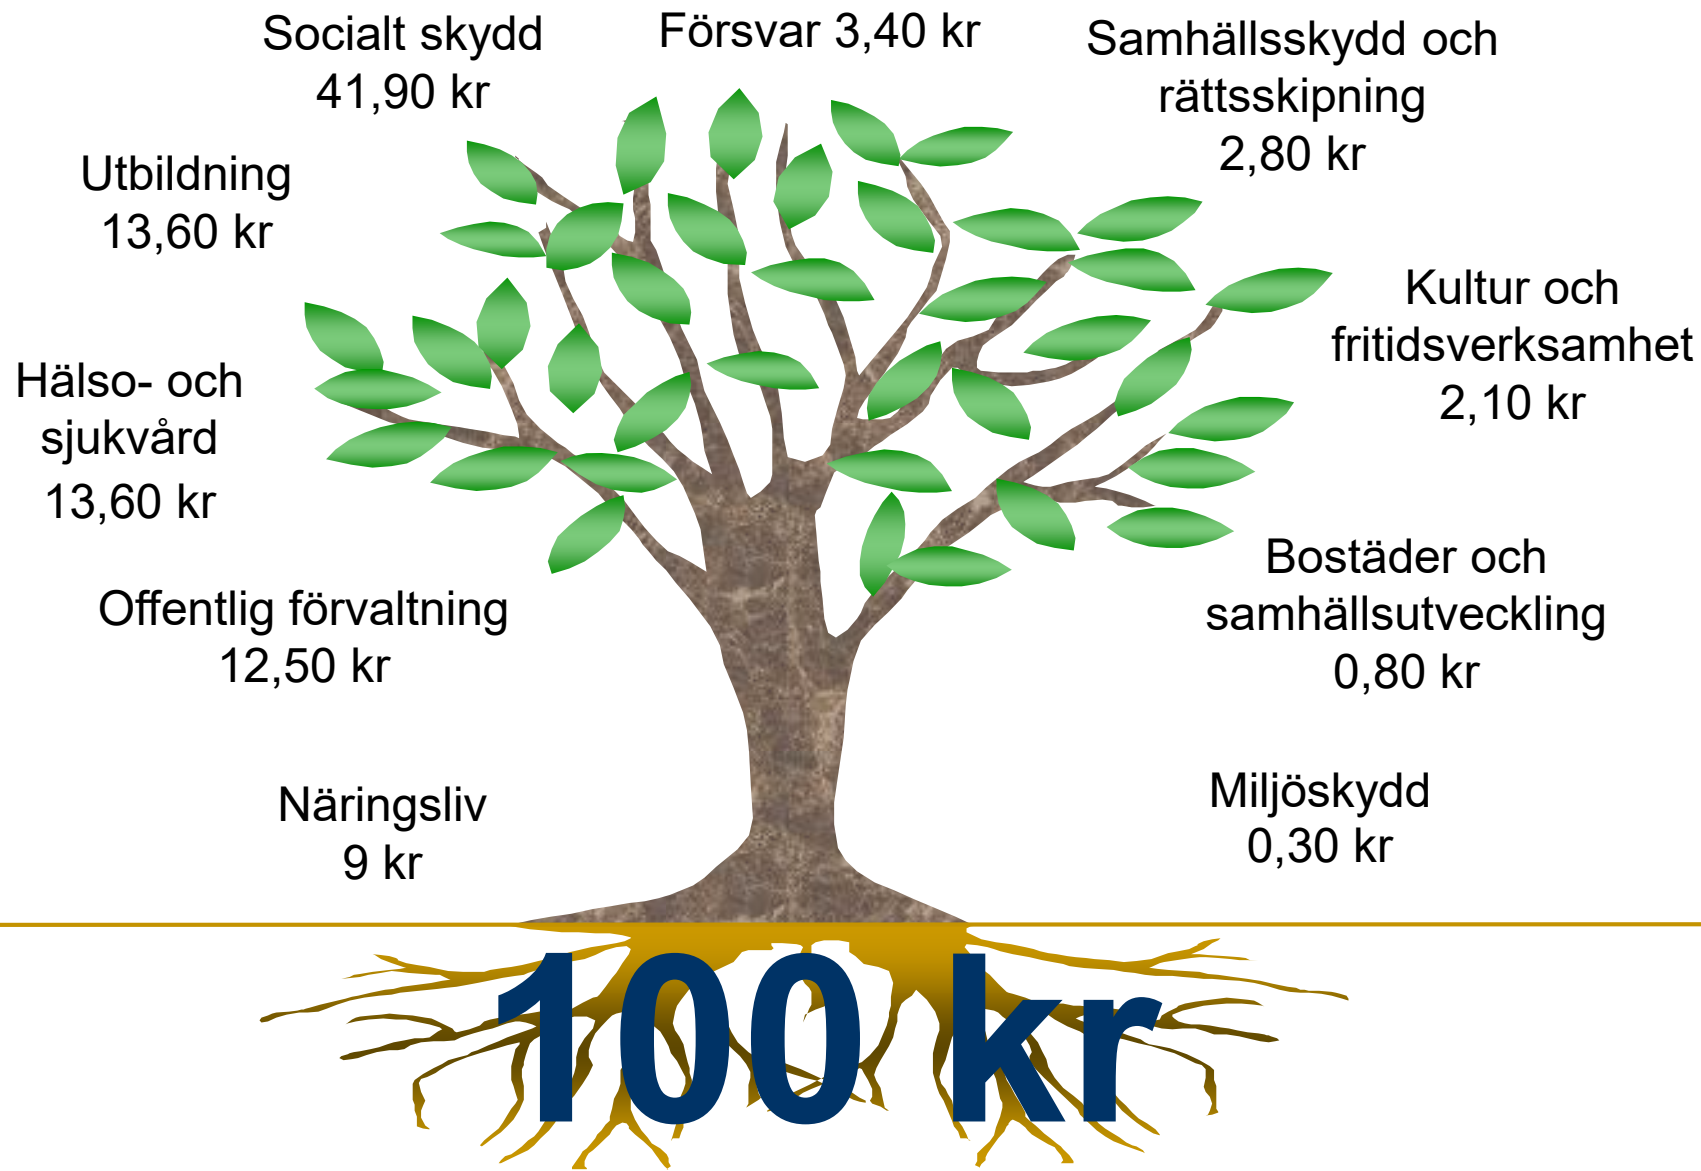 Socialt skydd
41,90 kr
Försvar 3,40 kr
Samhällsskydd och
rättsskipning
2,80 kr
Utbildning
13,60 kr
Kultur och
fritidsverksamhet
2,10 kr
Hälso- och
sjukvård
13,60 kr
Bostäder och
samhällsutveckling
0,80 kr
Offentlig förvaltning
12,50 kr
Näringsliv
9 kr
Miljöskydd
0,30 kr
100 kr